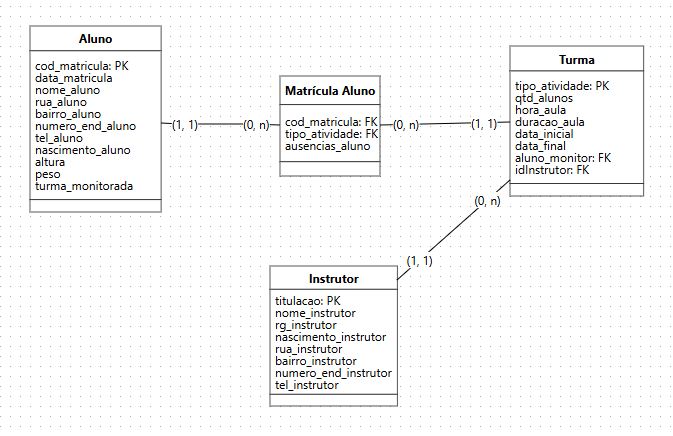 Aluno
cod_matricula: PK
data_matricula
nome_aluno
rua_aluno
bairro_aluno
numero_end_aluno
tel_aluno
nascimento_aluno
altura
peso
turma_monitorada
(1, 1)
(0, n)
Matrícula Aluno
cod_matricula: FK
tipo_atividade: FK
ausencias_aluno
(0, n)
(1, 1)
Turma
tipo_atividade: PK
qtd_alunos
hora_aula
duracao_aula
data_inicial
data_final
aluno_monitor: FK
idInstrutor: FK
(0, n)
(1, 1)
Instrutor
titulacao: PK
nome_instrutor
rg_instrutor
nascimento_instrutor
rua_instrutor
bairro_instrutor
numero_end_instrutor
tel_instrutor